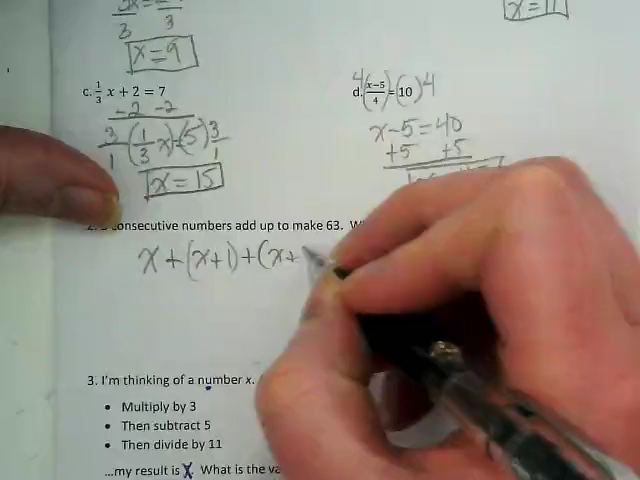 3 3
x=9
x=11
c. 1/3 x + 2 = 7
-2 -2
3/1 (1/3 x)=(5) 3/1
x=15
d. 4(x-5/4)=(10)4
x-5=40
+5 +5
consecutive numbers add up to make 63.
x+(x+1)+(x+
3. I'm thinking of a number x.
• Multiply by 3
• Then subtract 5
• Then divide by 11
...my result is X. What is the